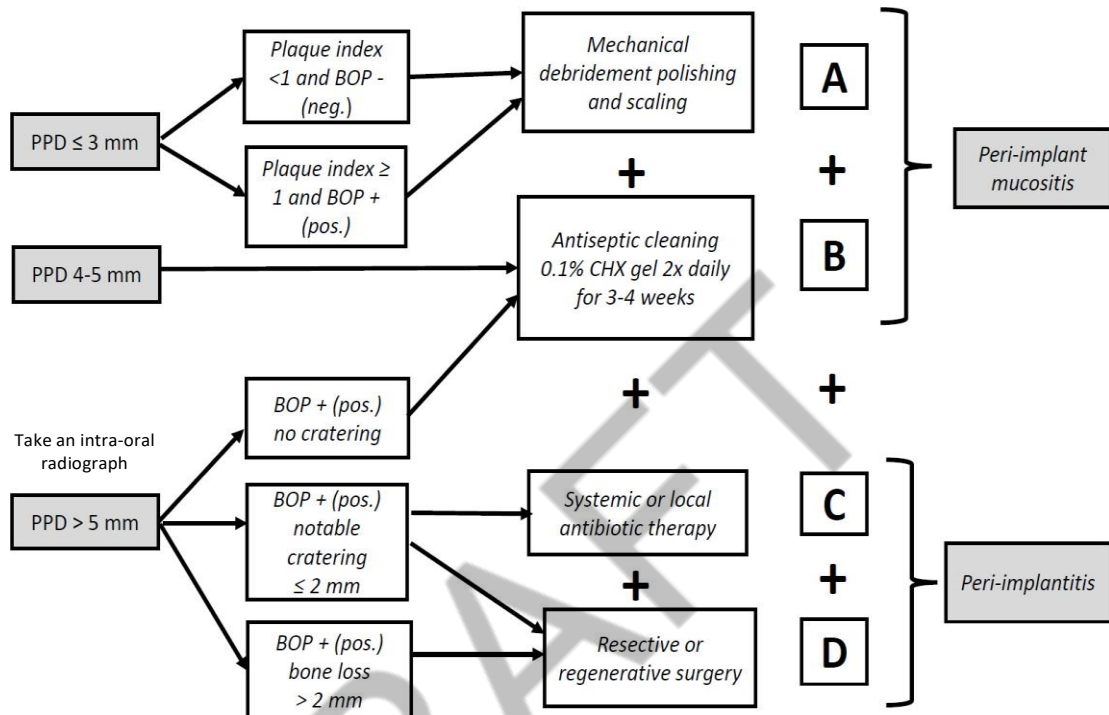 Plaque index
<1 and BOP -
(neg.)
Mechanical
debridement polishing
and scaling
A
PPD ≤ 3 mm
Plaque index ≥
1 and BOP +
(pos.)
+
+
Peri-implant
mucositis
PPD 4-5 mm
Antiseptic cleaning
0.1% CHX gel 2x daily
for 3-4 weeks
B
BOP + (pos.)
no cratering
+
+
Take an intra-oral
radiograph
PPD > 5 mm
BOP + (pos.)
notable
cratering
≤ 2 mm
Systemic or local
antibiotic therapy
C
+
+
Peri-implantitis
BOP + (pos.)
bone loss
> 2 mm
Resective or
regenerative surgery
D
DRAFT